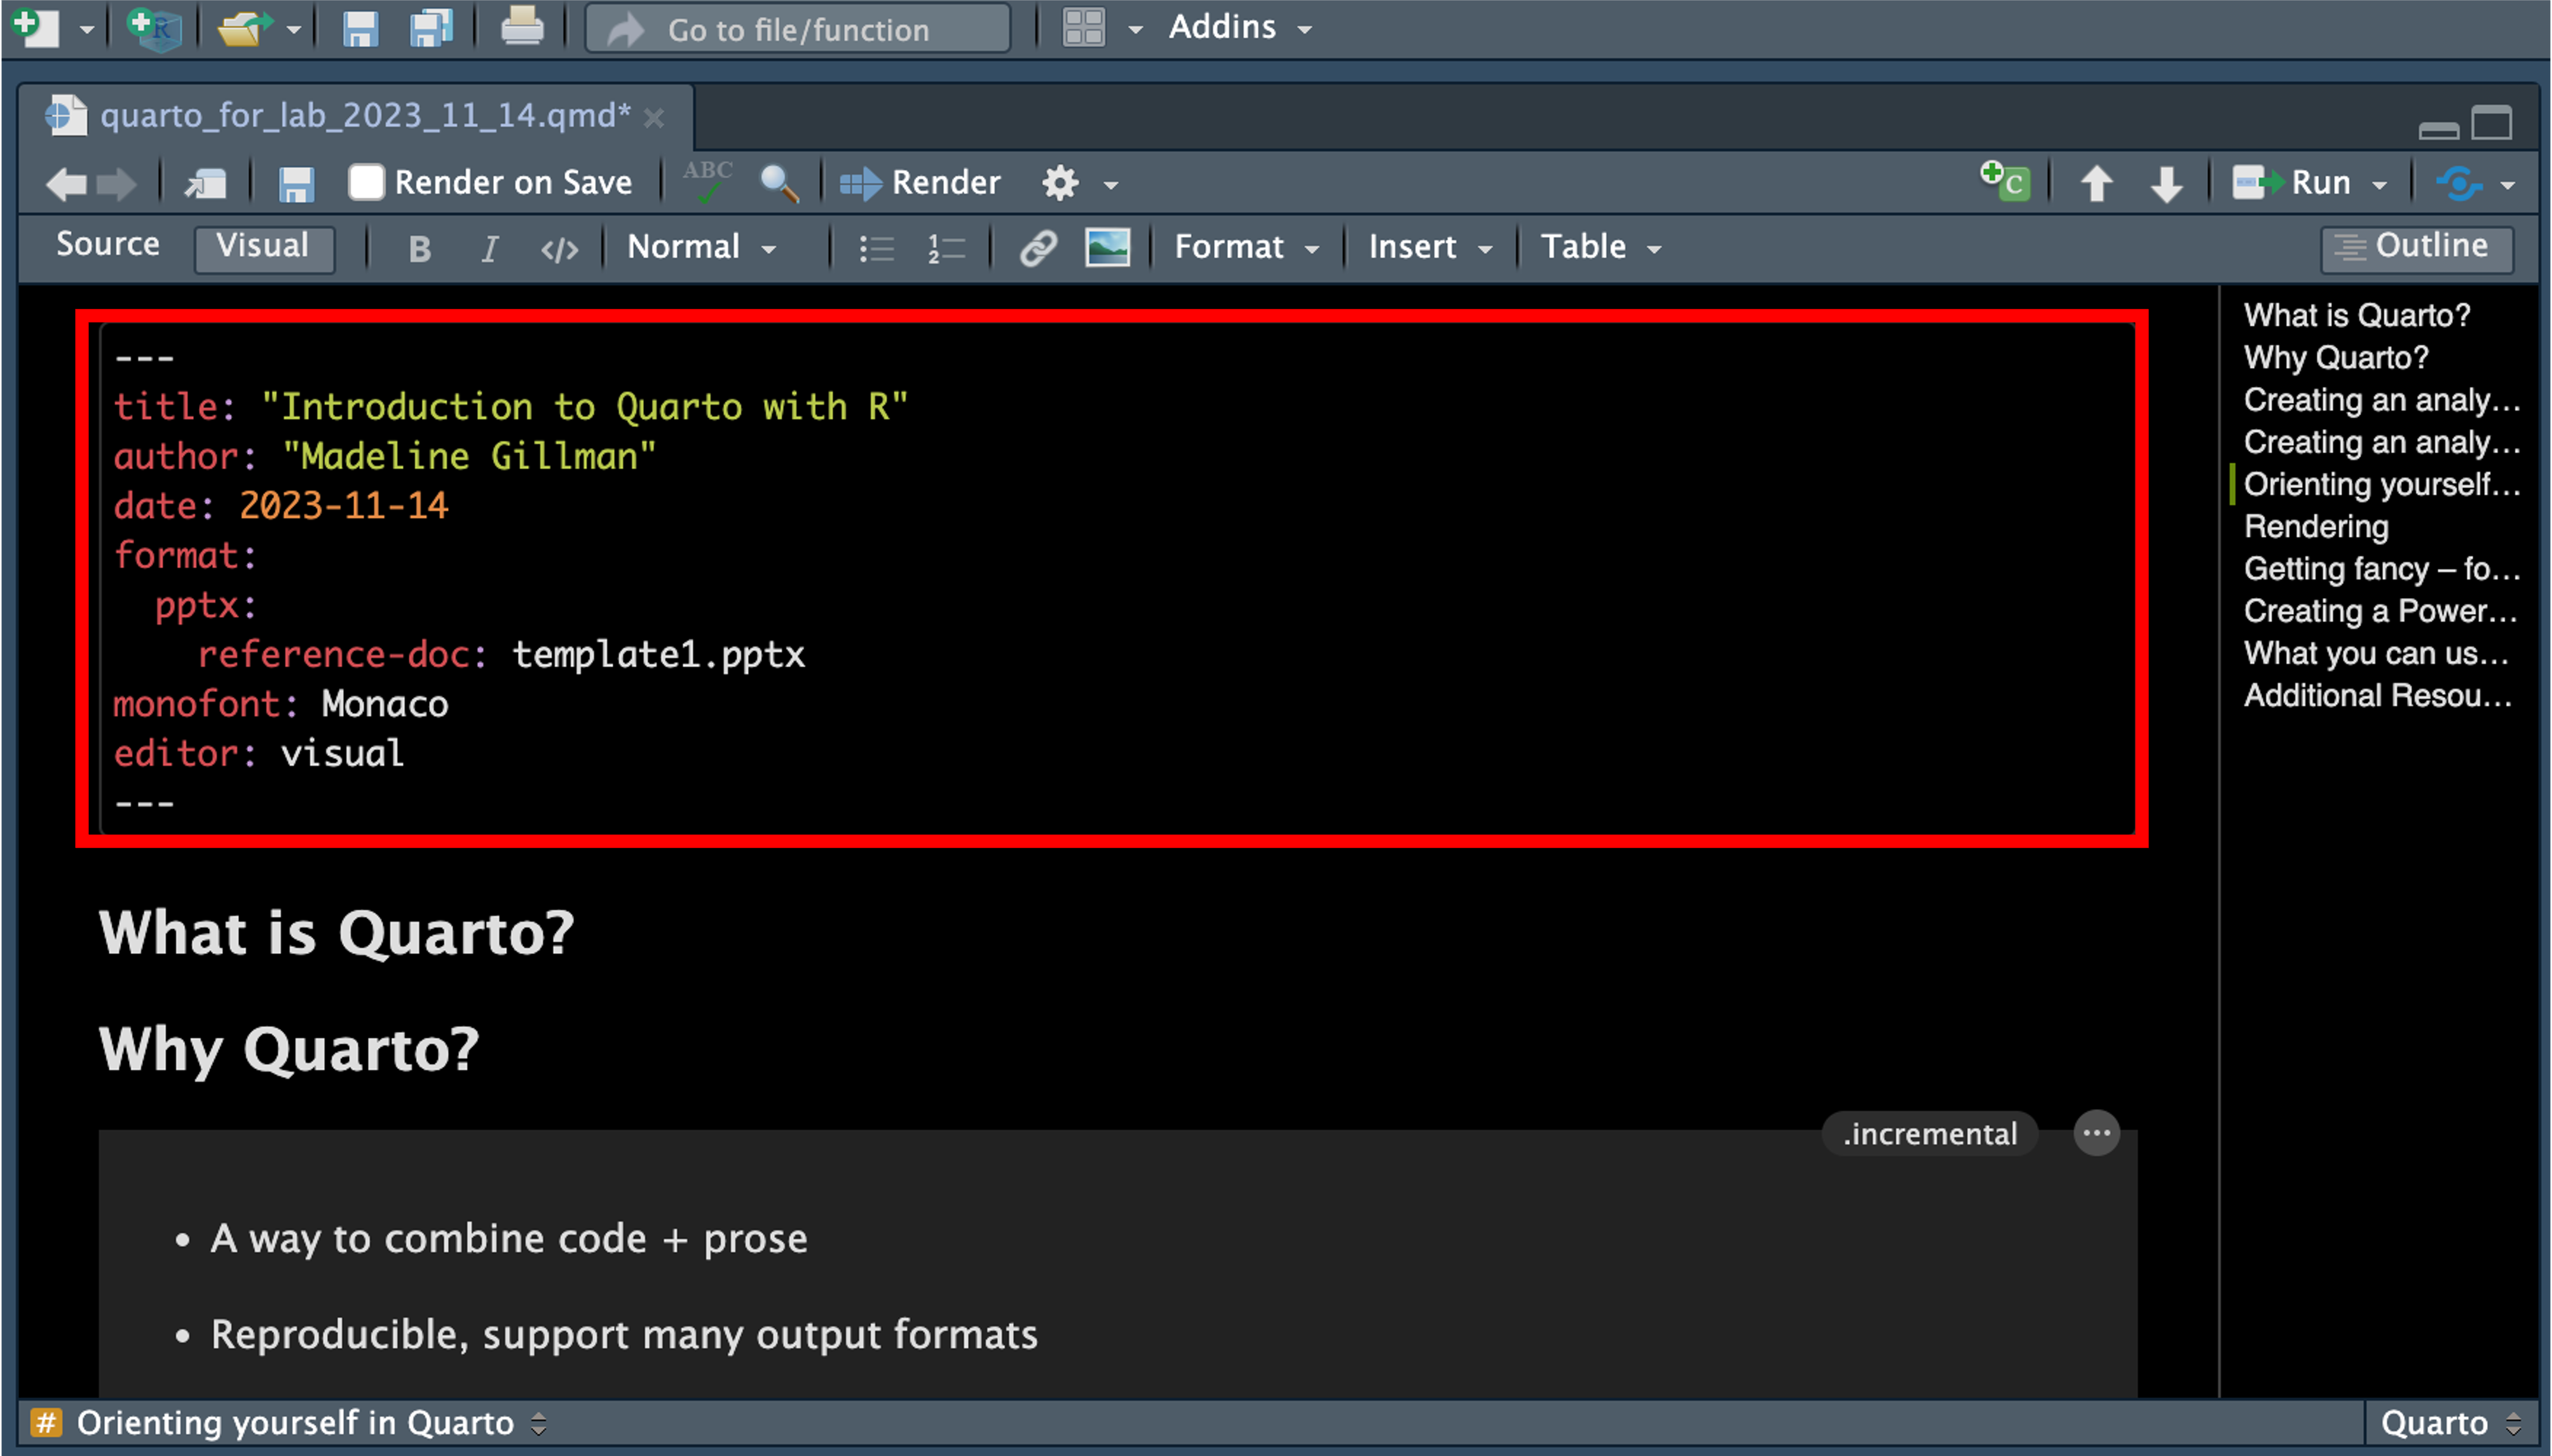 Go to file/function
Addins
quarto_for_lab_2023_11_14.qmd*
Render on Save
ABC
Render
C
Run
Source
Visual
B
I
</>
Normal
1
2
Format
Insert
Table
Outline
---
title: "Introduction to Quarto with R"
author: "Madeline Gillman"
date: 2023-11-14
format:
pptx:
reference-doc: template1.pptx
monofont: Monaco
editor: visual
---
What is Quarto?
Why Quarto?
.incremental
• A way to combine code + prose
• Reproducible, support many output formats
What is Quarto?
Why Quarto?
Creating an analy…
Creating an analy…
Orienting yourself…
Rendering
Getting fancy – fo…
Creating a Power…
What you can us…
Additional Resou…
# Orienting yourself in Quarto
Quarto